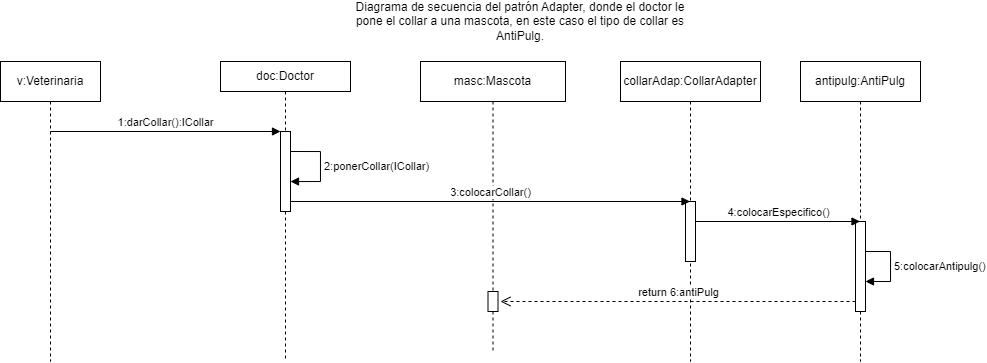 Diagrama de secuencia del patrón Adapter, donde el doctor le
pone el collar a una mascota, en este caso el tipo de collar es
AntiPulg.
v:Veterinaria
doc:Doctor
masc:Mascota
collarAdap:CollarAdapter
antipulg:AntiPulg
1:darCollar():ICollar
2:ponerCollar(ICollar)
3:colocarCollar()
4:colocarEspecifico()
5:colocarAntipulg()
return 6:antiPulg